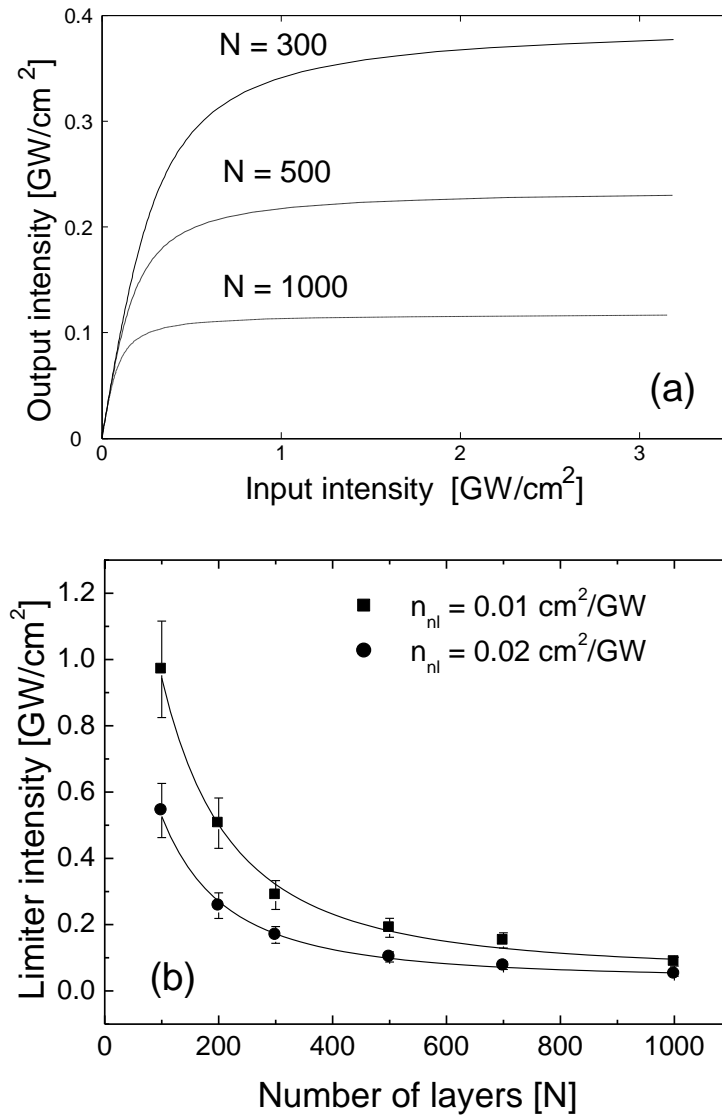 0.4
0.3
0.2
0.1
0
Output intensity [GW/cm²]
N = 300
N = 500
N = 1000
(a)
0 1 2 3
Input intensity [GW/cm²]
1.2
1.0
0.8
0.6
0.4
0.2
0.0
Limiter intensity [GW/cm²]
n_nl = 0.01 cm²/GW
n_nl = 0.02 cm²/GW
(b)
0 200 400 600 800 1000
Number of layers [N]